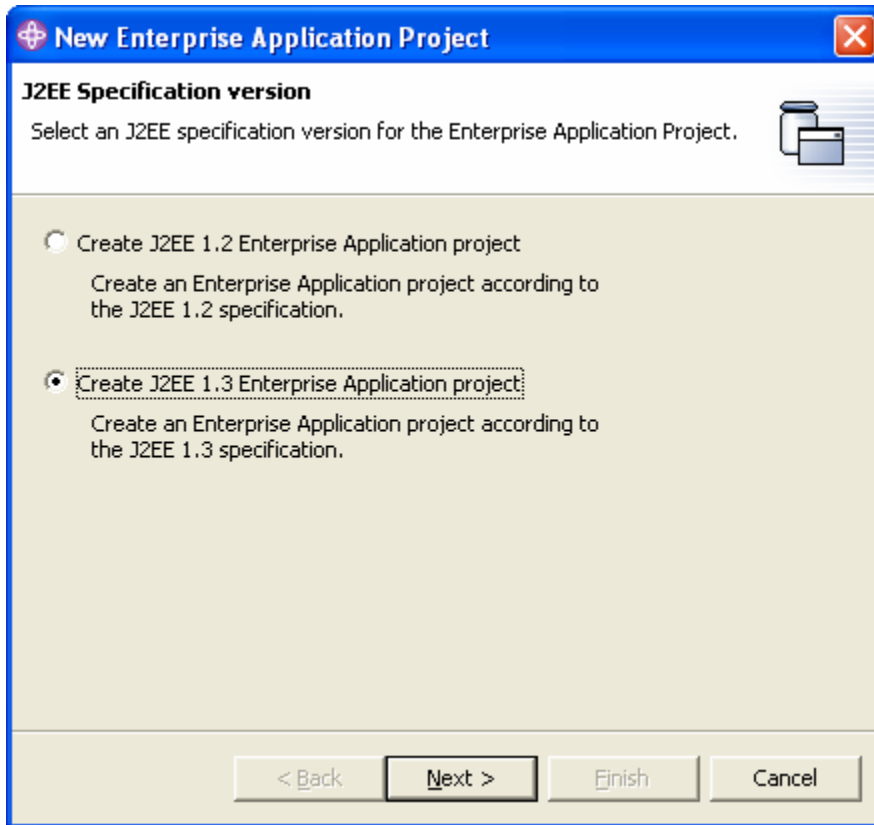 New Enterprise Application Project
J2EE Specification version
Select an J2EE specification version for the Enterprise Application Project.
Create J2EE 1.2 Enterprise Application project
Create an Enterprise Application project according to
the J2EE 1.2 specification.
Create J2EE 1.3 Enterprise Application project
Create an Enterprise Application project according to
the J2EE 1.3 specification.
< Back Next > Finish Cancel